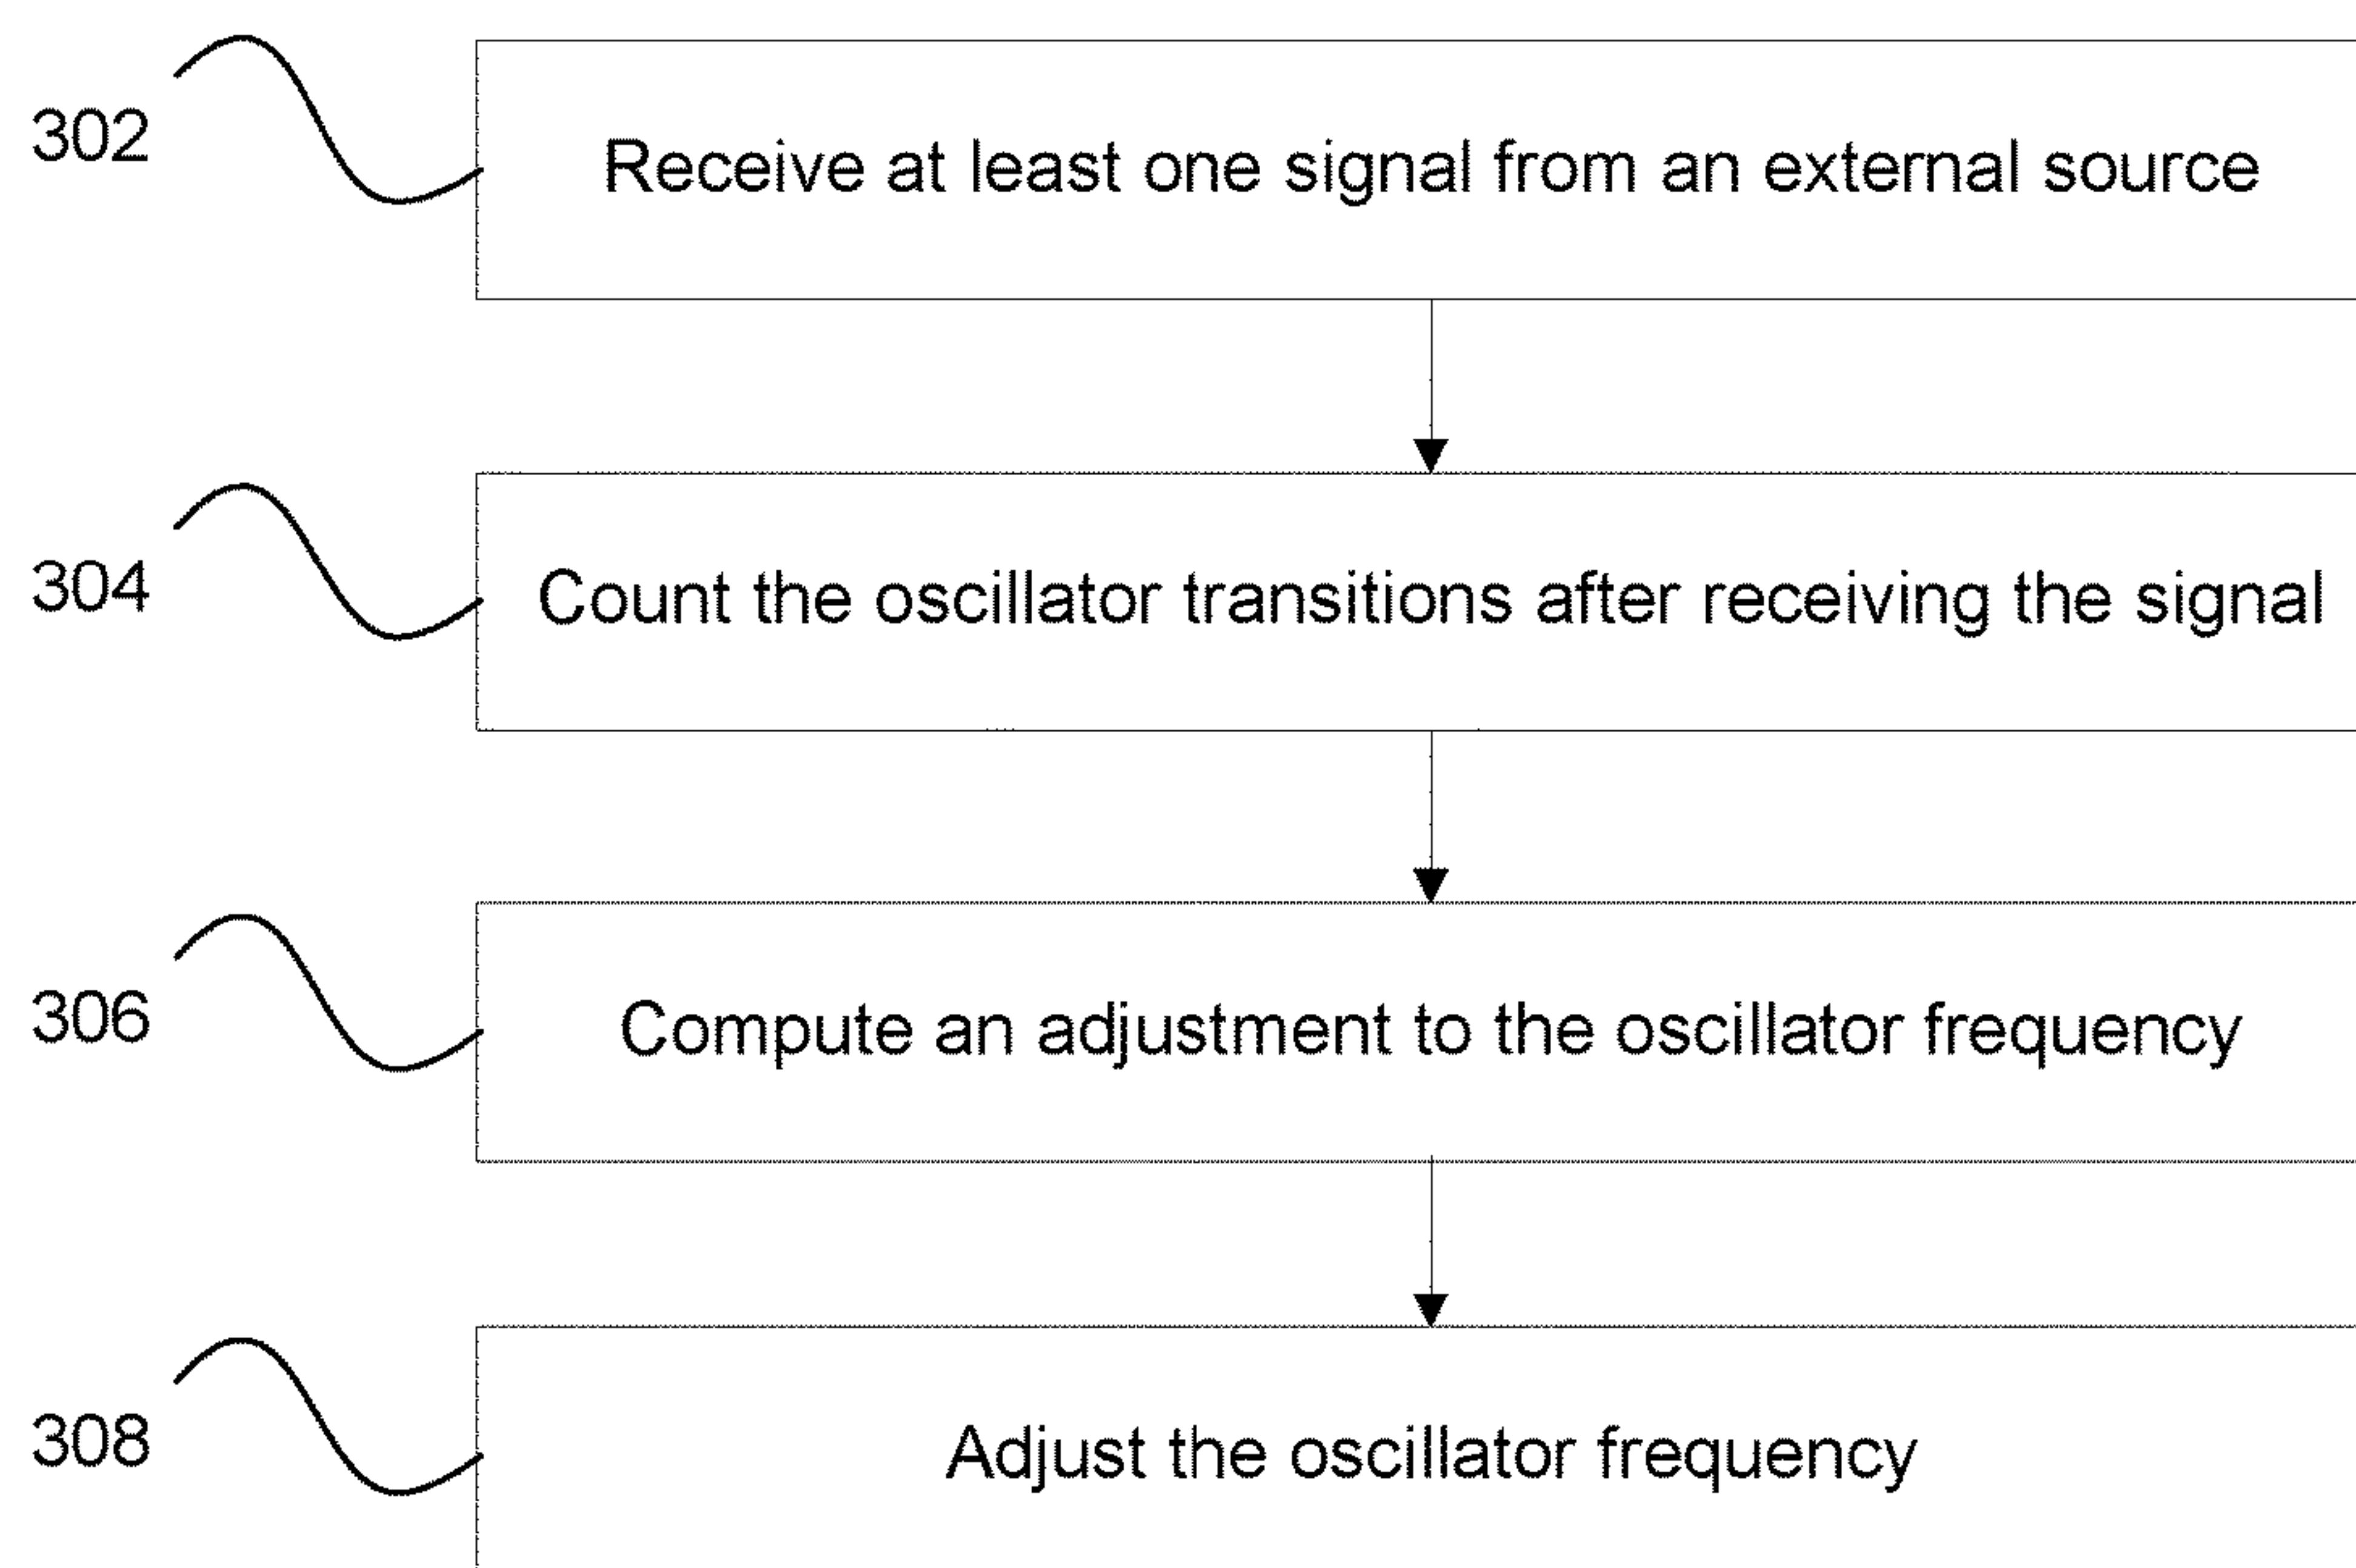 302
Receive at least one signal from an external source
304
Count the oscillator transitions after receiving the signal
306
Compute an adjustment to the oscillator frequency
308
Adjust the oscillator frequency